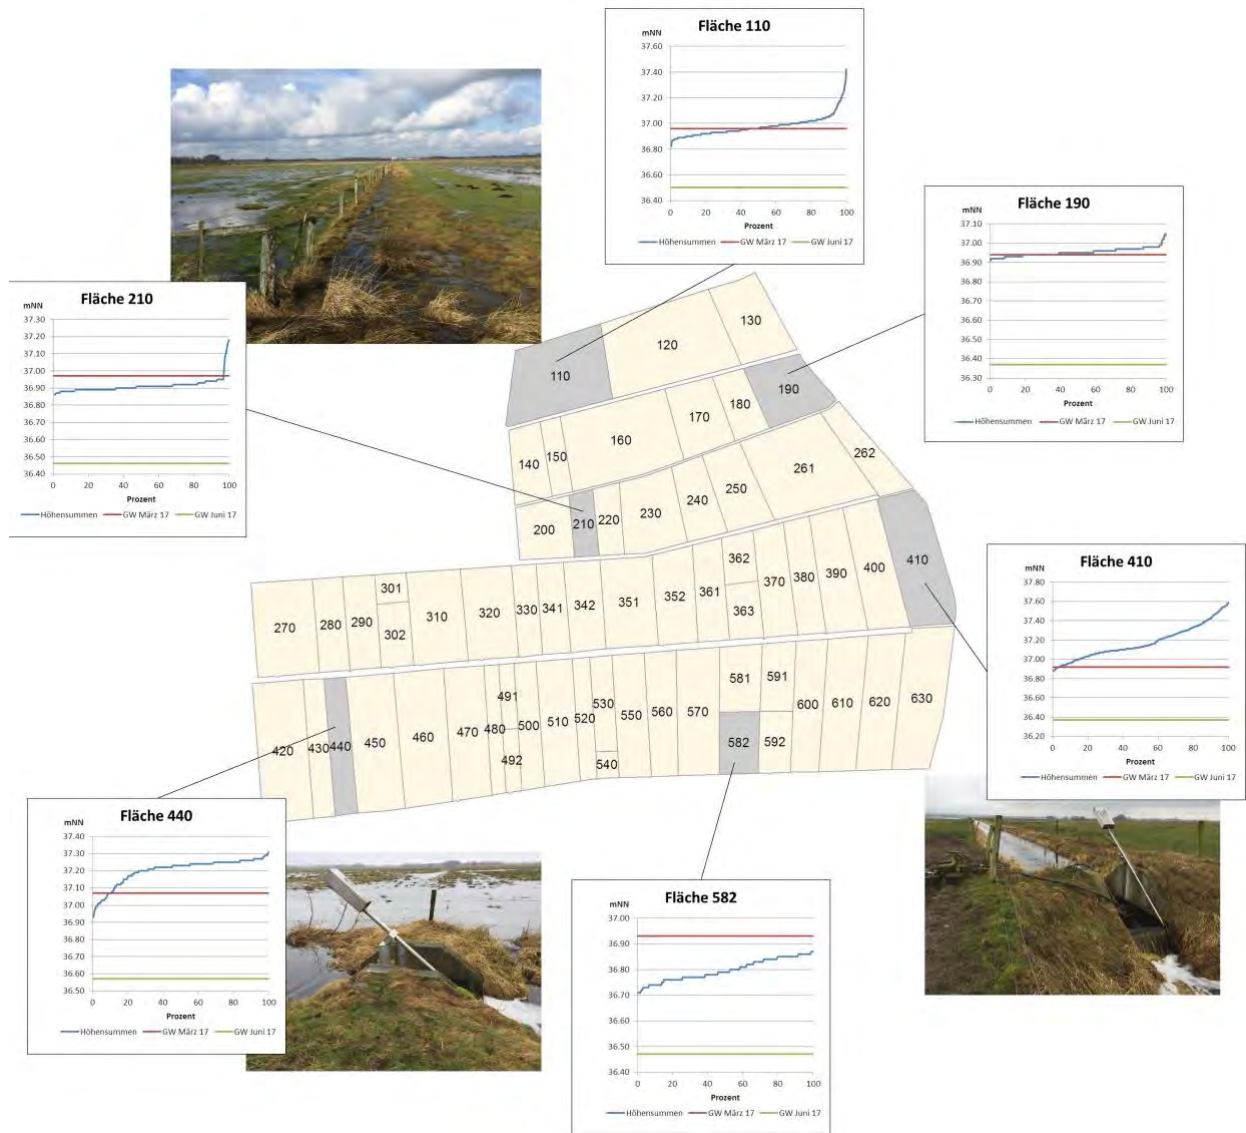 Fläche 110
mNN
37.60
37.40
37.20
37.00
36.80
36.60
36.40
0 20 40 60 80 100
Prozent
Höhensummen GW März 17 GW Juni 17
Fläche 190
mNN
37.10
37.00
36.90
36.80
36.70
36.60
36.50
36.40
36.30
0 20 40 60 80 100
Prozent
Höhensummen GW März 17 GW Juni 17
Fläche 210
mNN
37.30
37.20
37.10
37.00
36.90
36.80
36.70
36.60
36.50
36.40
0 20 40 60 80 100
Prozent
Höhensummen GW März 17 GW Juni 17
110 120 130
140 150 160 170 180 190
200 210 220 230 240 250 261 262
270 280 290 301 302 310 320 330 341 342 351 352 361 362 363 370 380 390 400 410
420 430 440 450 460 470 480 491 492 500 510 520 530 540 550 560 570 581 582 591 592 600 610 620 630
Fläche 410
mNN
37.80
37.60
37.40
37.20
37.00
36.80
36.60
36.40
36.20
0 20 40 60 80 100
Prozent
Höhensummen GW März 17 GW Juni 17
Fläche 440
mNN
37.40
37.30
37.20
37.10
37.00
36.90
36.80
36.70
36.60
36.50
0 20 40 60 80 100
Prozent
Höhensummen GW März 17 GW Juni 17
Fläche 582
mNN
37.00
36.90
36.80
36.70
36.60
36.50
36.40
0 20 40 60 80 100
Prozent
Höhensummen GW März 17 GW Juni 17